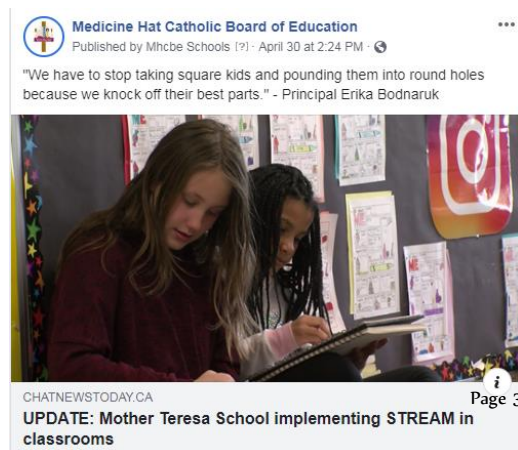 Medicine Hat Catholic Board of Education
Published by Mhcbe Schools [?] · April 30 at 2:24 PM ·
"We have to stop taking square kids and pounding them into round holes
because we knock off their best parts." - Principal Erika Bodnaruk
CHATNEWSTODAY.CA
Page 3
UPDATE: Mother Teresa School implementing STREAM in
classrooms